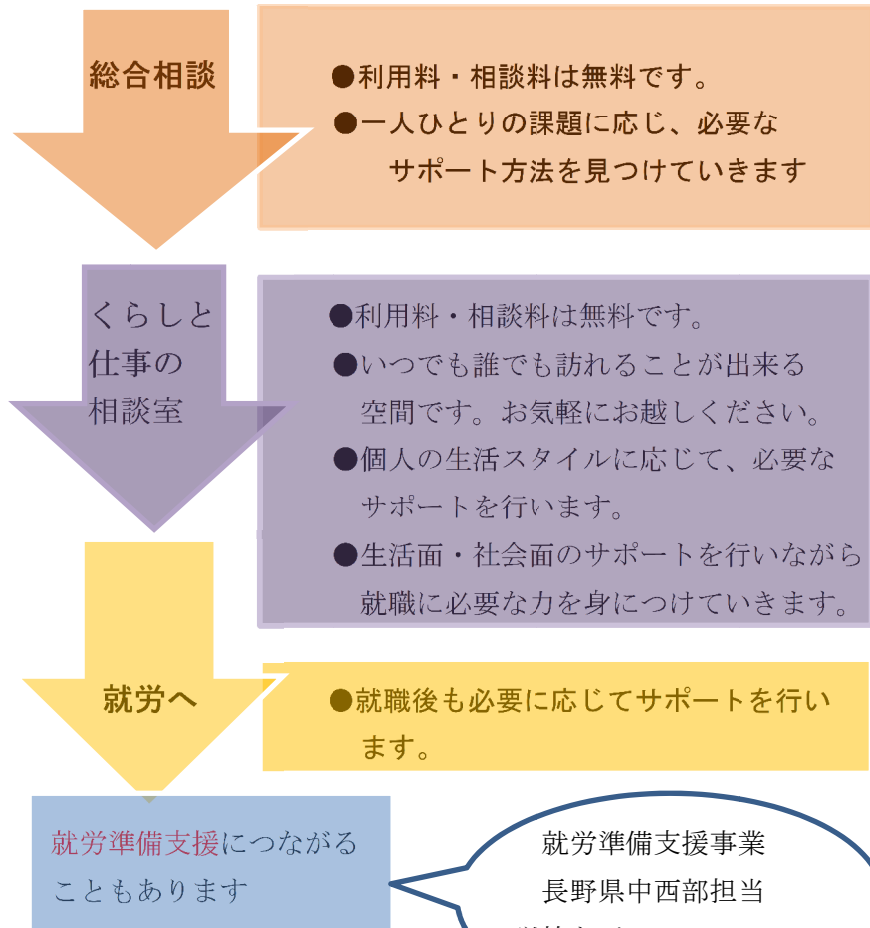 総合相談
●利用料・相談料は無料です。
●一人ひとりの課題に応じ、必要な
サポート方法を見つけていきます
くらしと
仕事の
相談室
●利用料・相談料は無料です。
●いつでも誰でも訪れることが出来る
空間です。お気軽にお越しください。
●個人の生活スタイルに応じて、必要な
サポートを行います。
●生活面・社会面のサポートを行いながら
就職に必要な力を身につけていきます。
就労へ
●就職後も必要に応じてサポートを行い
ます。
就労準備支援につながる
こともあります
就労準備支援事業
長野県中西部担当